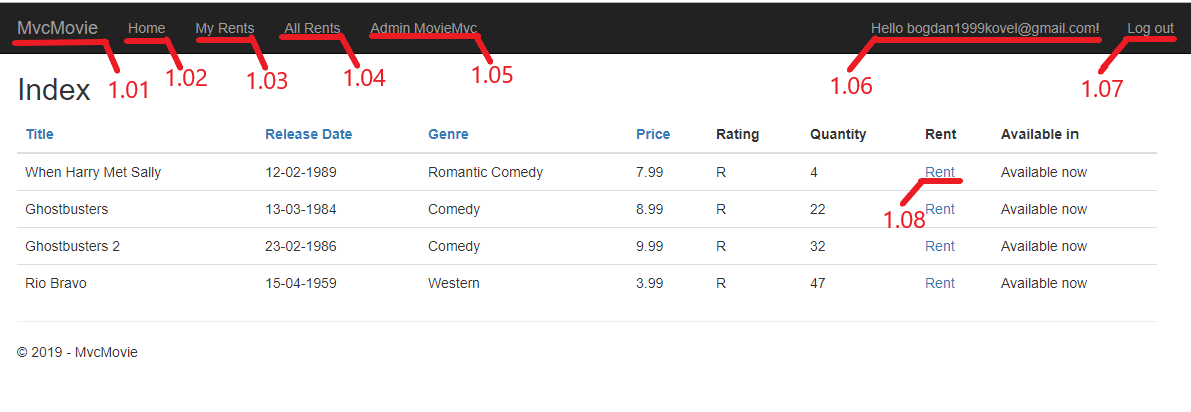 MvcMovie Home My Rents All Rents Admin MovieMvc Hello bogdan1999kovel@gmail.com! Log out
1.01 1.02 1.03 1.04 1.05 1.06 1.07
Index
Title Release Date Genre Price Rating Quantity Rent Available in
When Harry Met Sally 12-02-1989 Romantic Comedy 7.99 R 4 Rent Available now
1.08
Ghostbusters 13-03-1984 Comedy 8.99 R 22 Rent Available now
Ghostbusters 2 23-02-1986 Comedy 9.99 R 32 Rent Available now
Rio Bravo 15-04-1959 Western 3.99 R 47 Rent Available now
© 2019 - MvcMovie